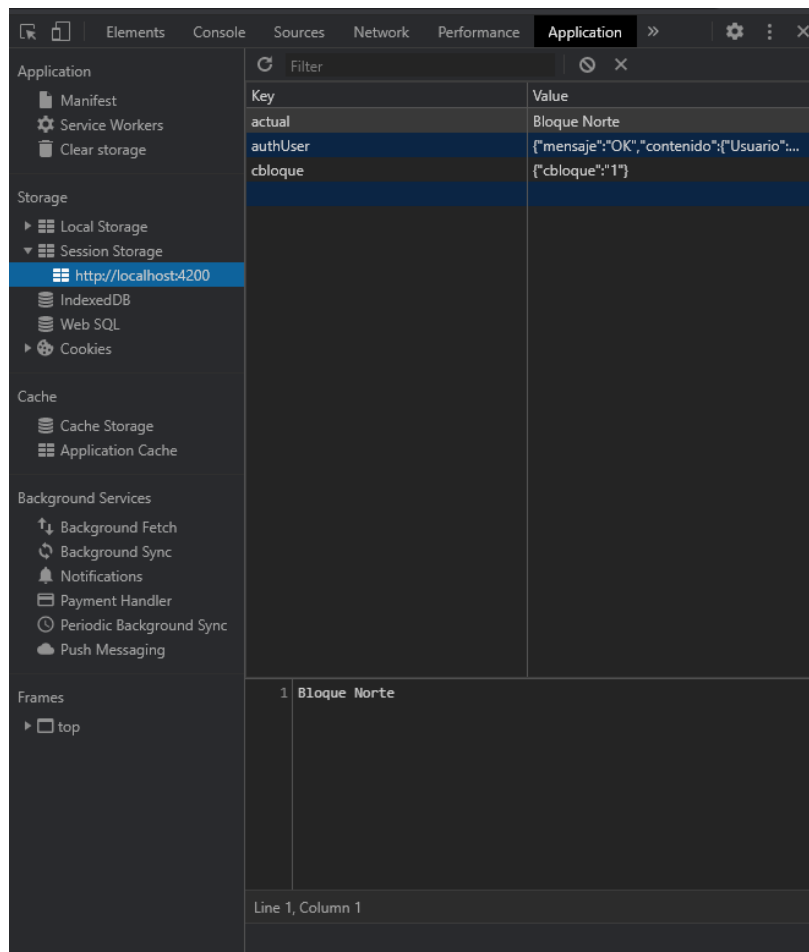 Elements Console Sources Network Performance Application »
Application
Manifest
Service Workers
Clear storage
Storage
Local Storage
Session Storage
http://localhost:4200
IndexedDB
Web SQL
Cookies
Cache
Cache Storage
Application Cache
Background Services
Background Fetch
Background Sync
Notifications
Payment Handler
Periodic Background Sync
Push Messaging
Frames
top
Filter
Key Value
actual Bloque Norte
authUser {"mensaje":"OK","contenido":{"Usuario":...
cbloque {"cbloque":"1"}
1 Bloque Norte
Line 1, Column 1